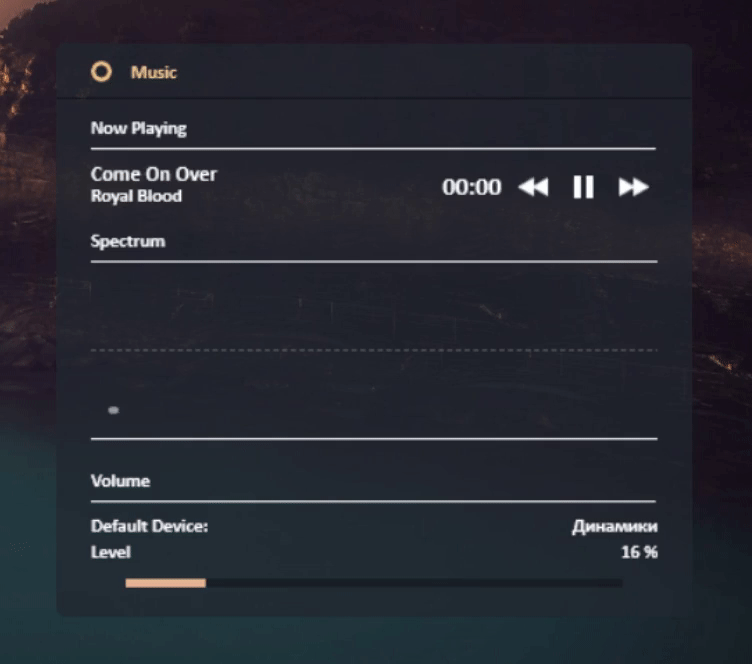 Music
Now Playing
Come On Over
Royal Blood
00:00
Spectrum
Volume
Default Device: Динамики
Level 16 %